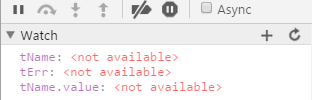 Async
Watch
tName: <not available>
tErr: <not available>
tName.value: <not available>